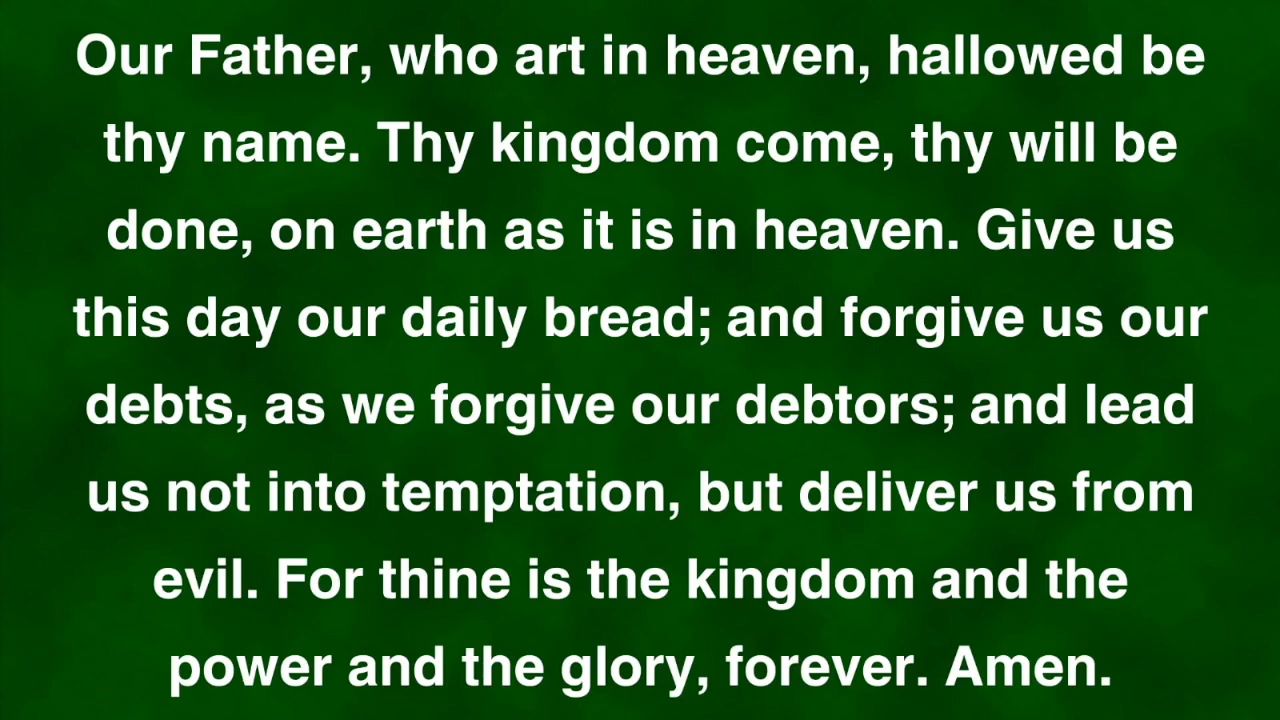 Our Father, who art in heaven, hallowed be
thy name. Thy kingdom come, thy will be
done, on earth as it is in heaven. Give us
this day our daily bread; and forgive us our
debts, as we forgive our debtors; and lead
us not into temptation, but deliver us from
evil. For thine is the kingdom and the
power and the glory, forever. Amen.